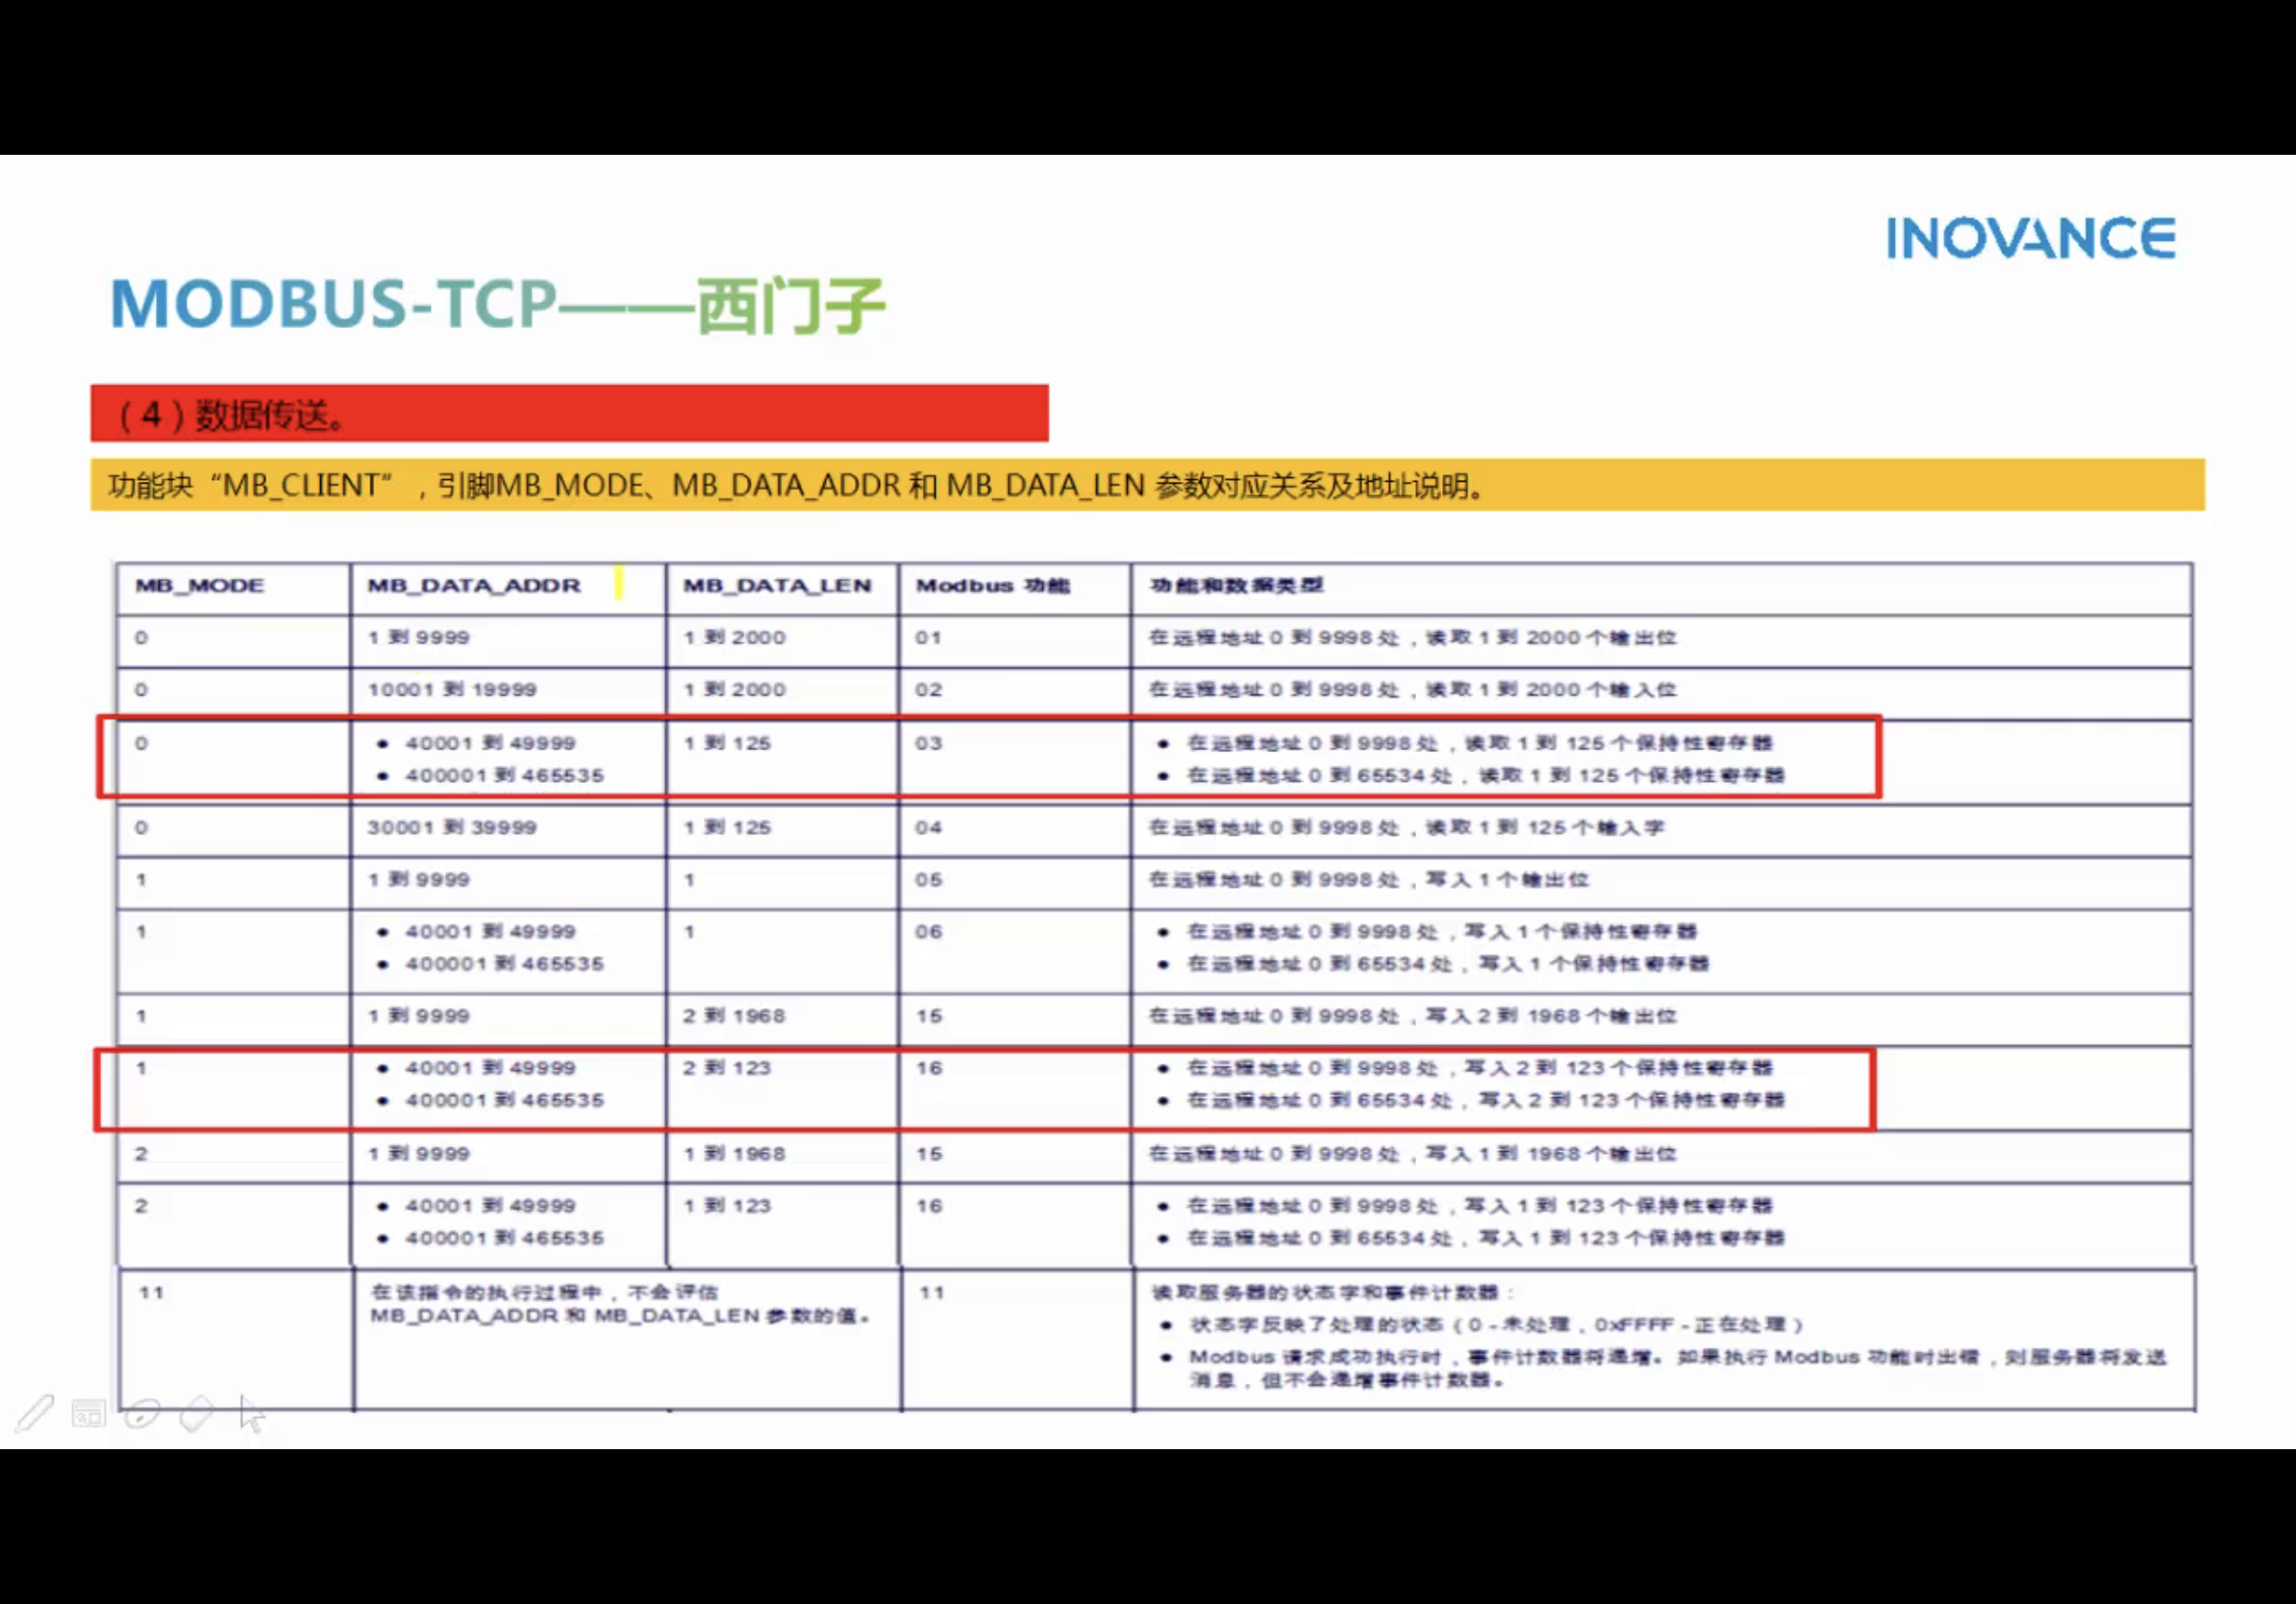 INOVANCE
MODBUS-TCP——西门子
（4）数据传送。
功能块“MB_CLIENT”，引脚MB_MODE、MB_DATA_ADDR 和 MB_DATA_LEN 参数对应关系及地址说明。
MB_MODE MB_DATA_ADDR MB_DATA_LEN Modbus 功能 功能和数据类型
0 1 到 9999 1 到 2000 01 在远程地址 0 到 9998 处，读取 1 到 2000 个输出位
0 10001 到 19999 1 到 2000 02 在远程地址 0 到 9998 处，读取 1 到 2000 个输入位
0 • 40001 到 49999 1 到 125 03 • 在远程地址 0 到 9998 处，读取 1 到 125 个保持性寄存器
• 400001 到 465535 • 在远程地址 0 到 65534 处，读取 1 到 125 个保持性寄存器
0 30001 到 39999 1 到 125 04 在远程地址 0 到 9998 处，读取 1 到 125 个输入字
1 1 到 9999 1 05 在远程地址 0 到 9998 处，写入 1 个输出位
1 • 40001 到 49999 1 06 • 在远程地址 0 到 9998 处，写入 1 个保持性寄存器
• 400001 到 465535 • 在远程地址 0 到 65534 处，写入 1 个保持性寄存器
1 1 到 9999 2 到 1968 15 在远程地址 0 到 9998 处，写入 2 到 1968 个输出位
1 • 40001 到 49999 2 到 123 16 • 在远程地址 0 到 9998 处，写入 2 到 123 个保持性寄存器
• 400001 到 465535 • 在远程地址 0 到 65534 处，写入 2 到 123 个保持性寄存器
2 1 到 9999 1 到 1968 15 在远程地址 0 到 9998 处，写入 1 到 1968 个输出位
2 • 40001 到 49999 1 到 123 16 • 在远程地址 0 到 9998 处，写入 1 到 123 个保持性寄存器
• 400001 到 465535 • 在远程地址 0 到 65534 处，写入 1 到 123 个保持性寄存器
11 在该指令的执行过程中，不会评估 11 读取服务器的状态字和事件计数器：
MB_DATA_ADDR 和 MB_DATA_LEN 参数的值。
• 状态字反映了处理的状态（0 - 未处理，0xFFFF - 正在处理）
• Modbus 请求成功执行时，事件计数器将递增。如果执行 Modbus 功能时出错，则服务器将发送
消息，但不会递增事件计数器。